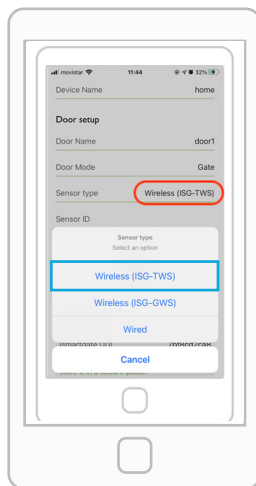 movistar 11:44 32%
Device Name home
Door setup
Door Name door1
Door Mode Gate
Sensor type Wireless (ISG-TWS)
Sensor ID
Sensor type
Select an option
Wireless (ISG-TWS)
Wireless (ISG-GWS)
Wired
Cancel